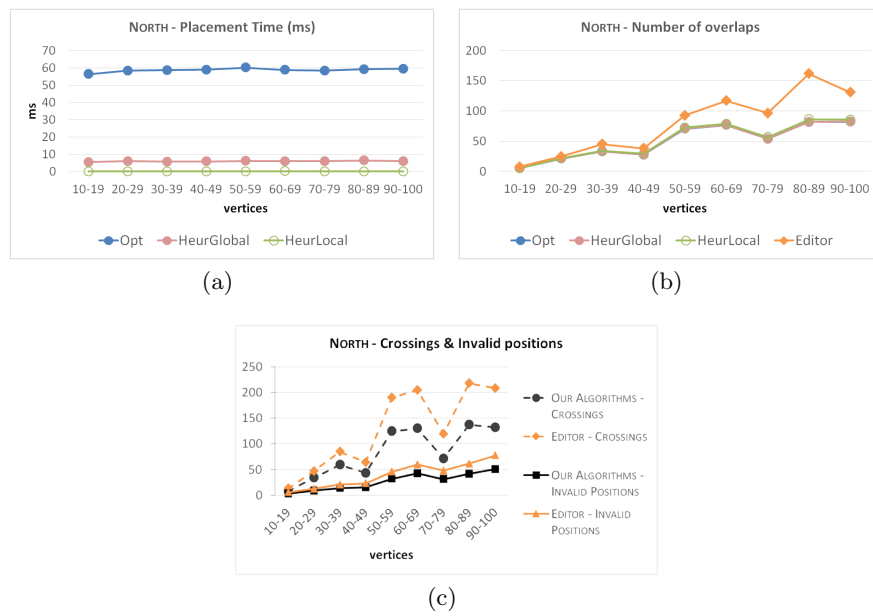 NORTH - Placement Time (ms)
70
60
50
40
30
20
10
0
ms
10-19 20-29 30-39 40-49 50-59 60-69 70-79 80-89 90-100
vertices
Opt HeurGlobal HeurLocal
(a)
NORTH - Number of overlaps
200
150
100
50
0
10-19 20-29 30-39 40-49 50-59 60-69 70-79 80-89 90-100
vertices
Opt HeurGlobal HeurLocal Editor
(b)
NORTH - Crossings & Invalid positions
250
200
150
100
50
0
10-19 20-29 30-39 40-49 50-59 60-69 70-79 80-89 90-100
vertices
OUR ALGORITHMS -
CROSSINGS
EDITOR - CROSSINGS
OUR ALGORITHMS -
INVALID POSITIONS
EDITOR - INVALID
POSITIONS
(c)